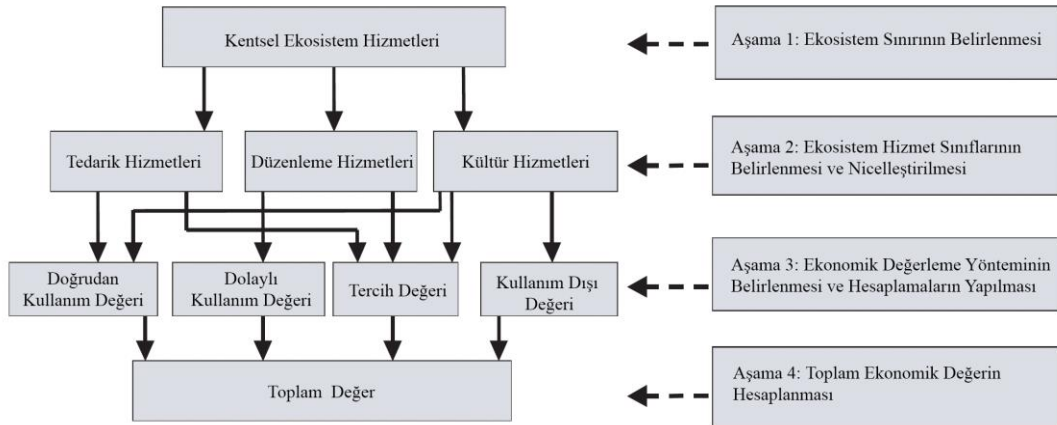 Kentsel Ekosistem Hizmetleri
Aşama 1: Ekosistem Sınırının Belirlenmesi
Tedarik Hizmetleri
Düzenleme Hizmetleri
Kültür Hizmetleri
Aşama 2: Ekosistem Hizmet Sınıflarının
Belirlenmesi ve Nicelleştirilmesi
Doğrudan
Kullanım Değeri
Dolaylı
Kullanım Değeri
Tercih Değeri
Kullanım Dışı
Değeri
Aşama 3: Ekonomik Değerleme Yönteminin
Belirlenmesi ve Hesaplamaların Yapılması
Toplam Değer
Aşama 4: Toplam Ekonomik Değerin
Hesaplanması